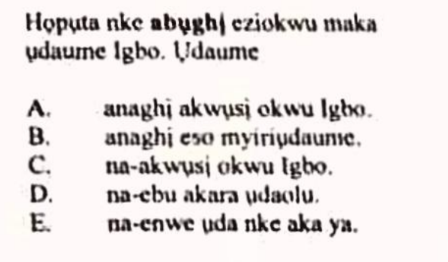 Họpụta nke abụghị eziokwu maka
ụdaume Igbo. Ụdaume
A. anaghị akwụsị okwu Igbo.
B. anaghị eso myirịụdaume.
C. na-akwụsị okwu Igbo.
D. na-ebu akara ụdaolu.
E. na-enwe ụda nke aka ya.